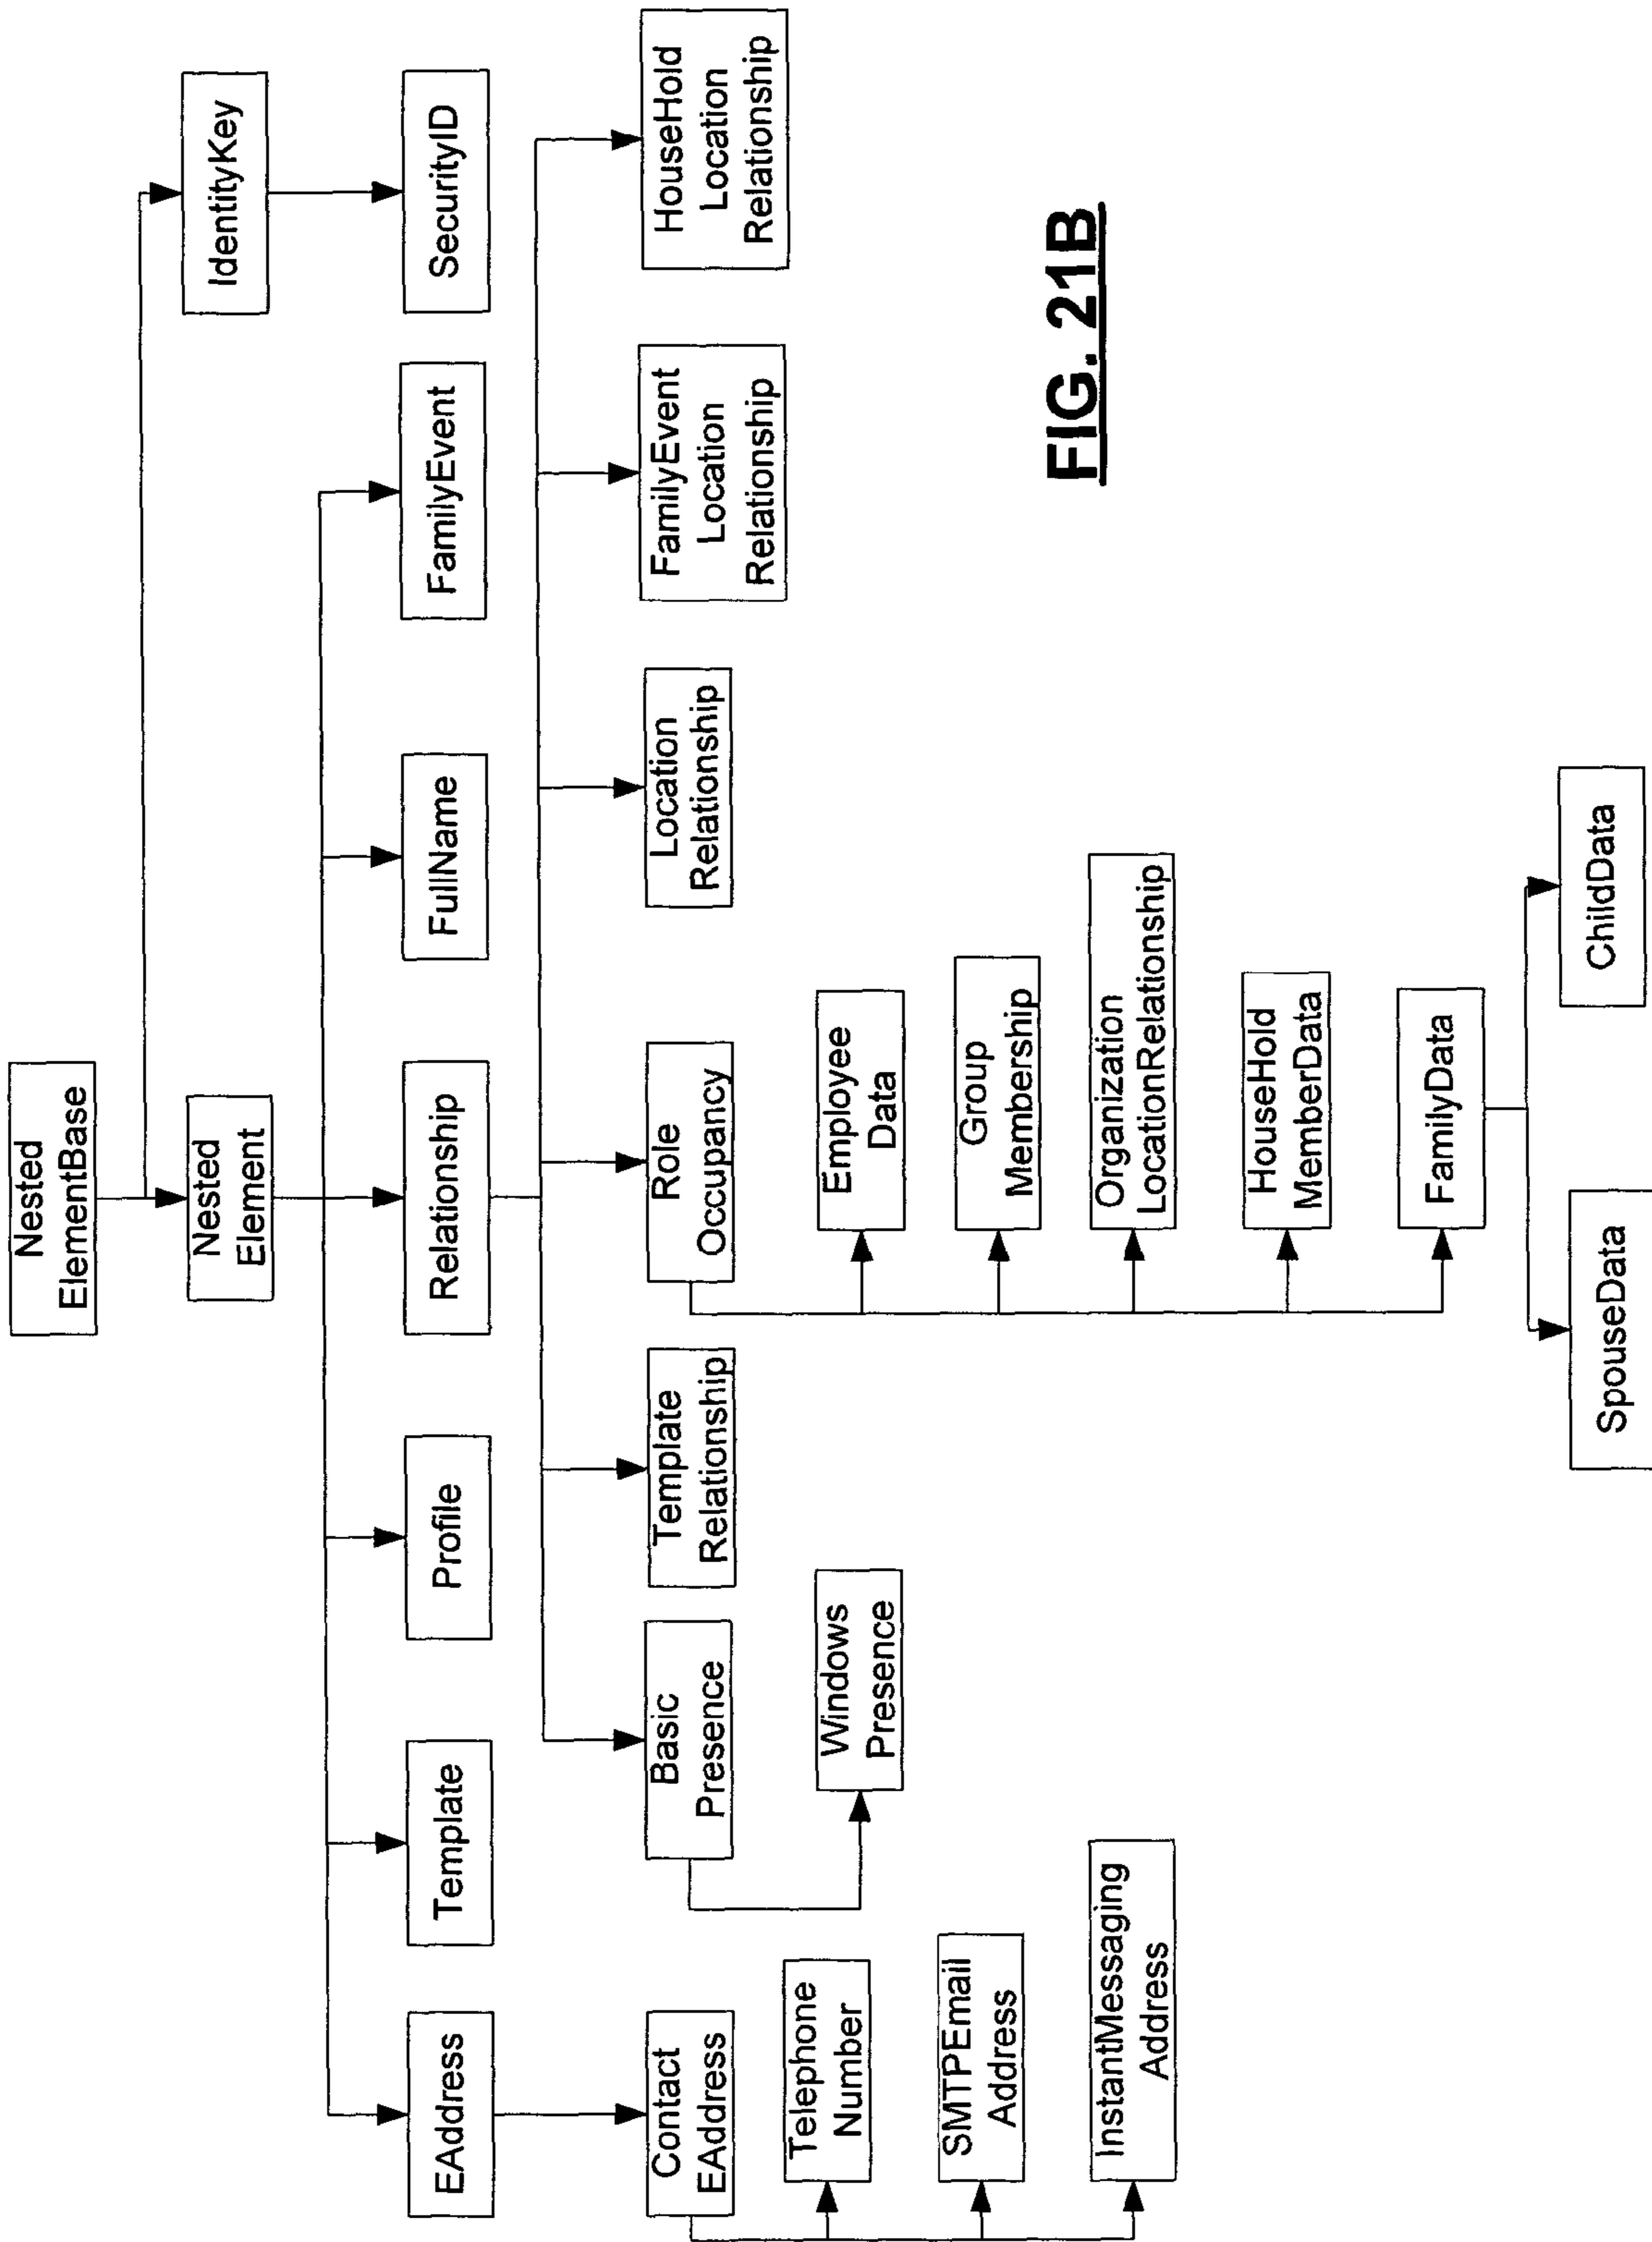 Nested
ElementBase
Nested
Element
IdentityKey
EAddress
Template
Profile
Relationship
FullName
FamilyEvent
SecurityID
Contact
EAddress
Basic
Presence
Template
Relationship
Role
Occupancy
Location
Relationship
FamilyEvent
Location
Relationship
HouseHold
Location
Relationship
Telephone
Number
SMTPEmail
Address
InstantMessaging
Address
Windows
Presence
Employee
Data
Group
Membership
Organization
LocationRelationship
HouseHold
MemberData
FamilyData
SpouseData
ChildData
FIG. 21B